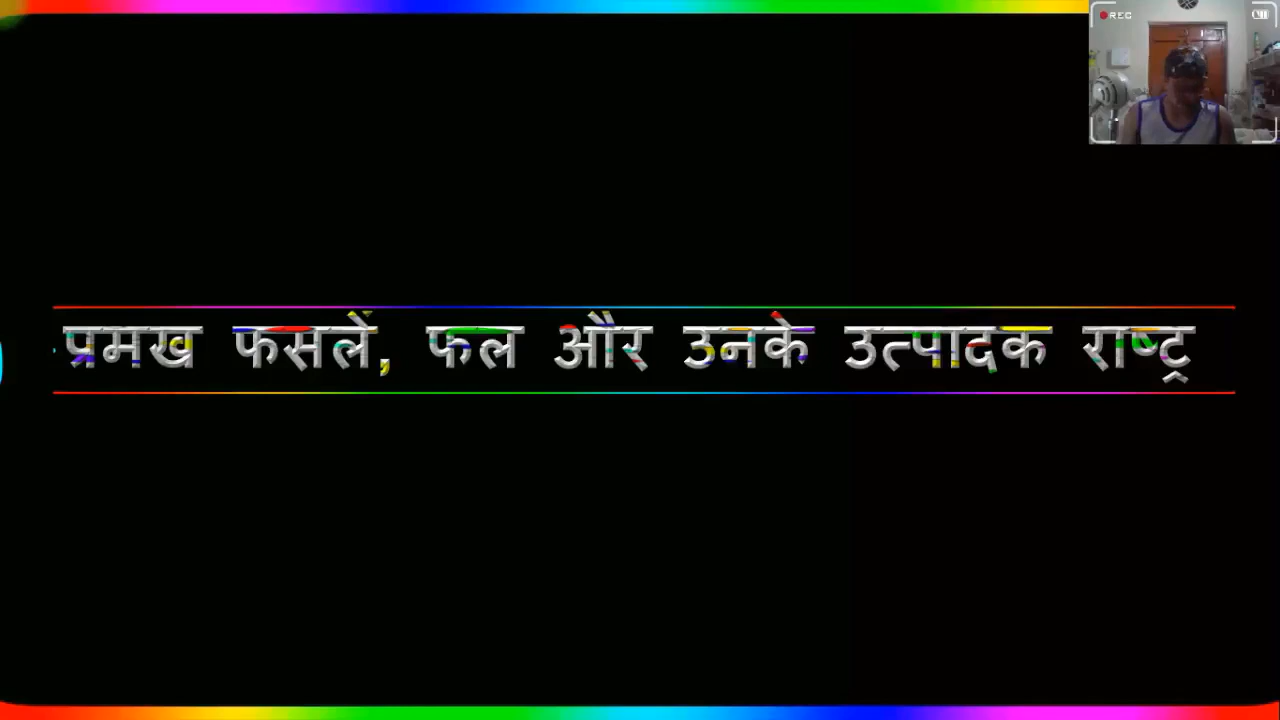 REC
प्रमख फसलें, फल और उनके उत्पादक राष्ट्र